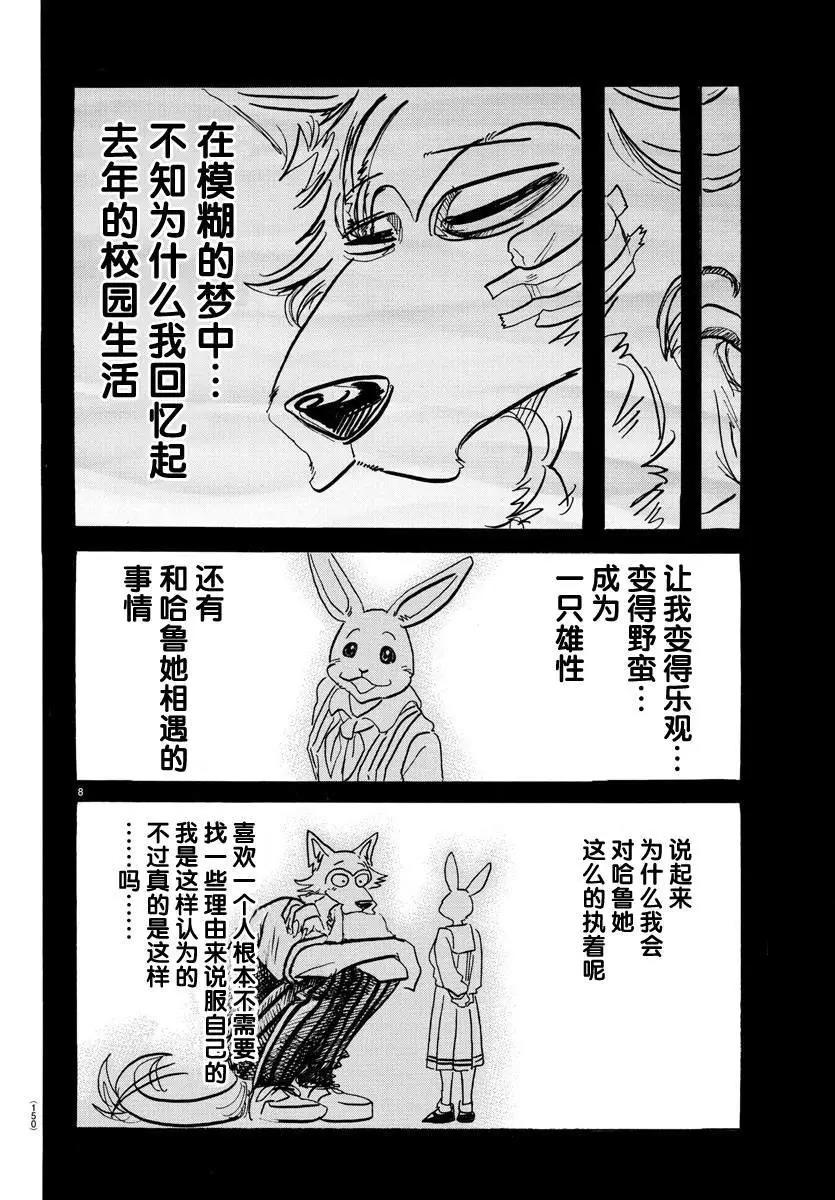 在模糊的梦中…
不知为什么我回忆起
去年的校园生活
让我变得乐观…
变得野蛮…
成为
一只雄性
还有
和哈鲁她相遇的
事情
8
说起来
为什么我会
对哈鲁她
这么的执着呢
喜欢一个人根本不需要
找一些理由来说服自己的
我是这样认为的
不过真的是这样
……吗……
(150)